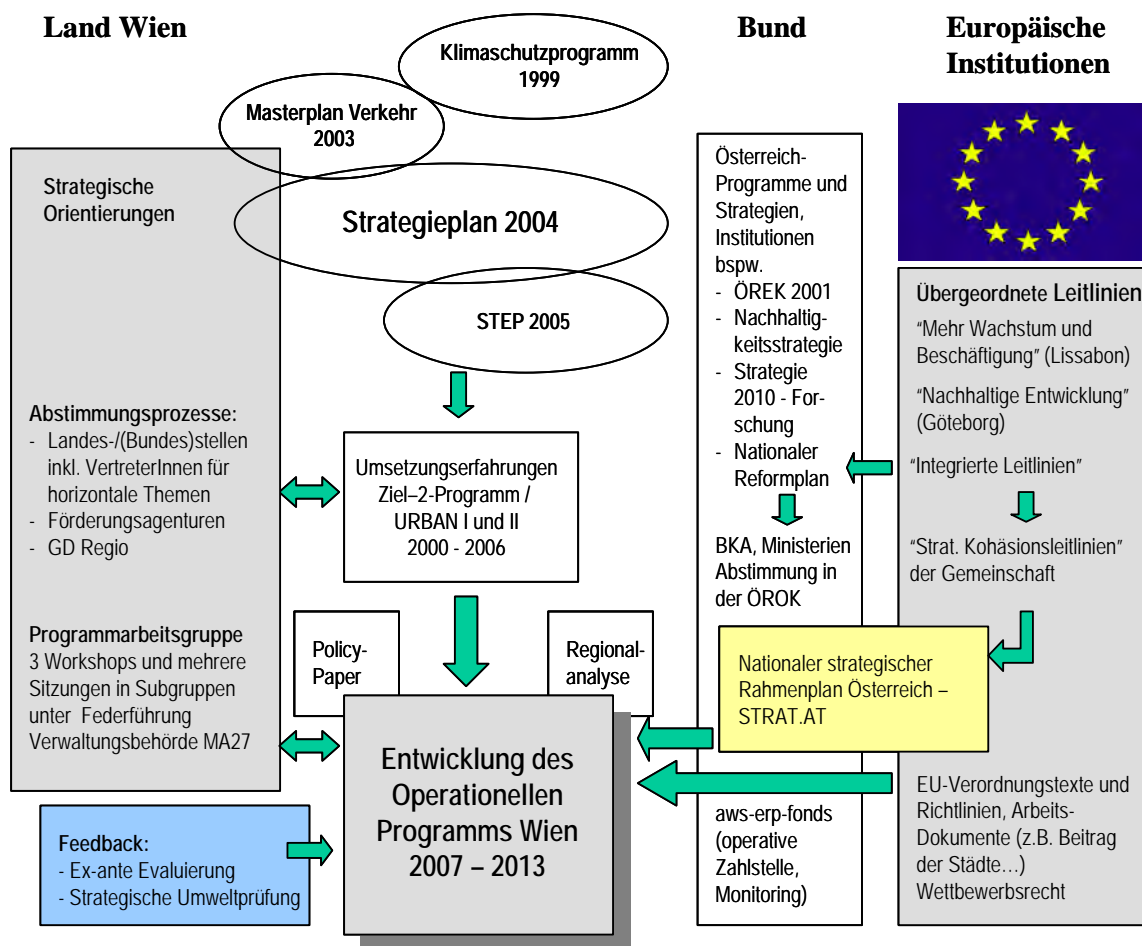 Land Wien
Bund
Europäische
Institutionen
Klimaschutzprogramm
1999
Masterplan Verkehr
2003
Strategieplan 2004
STEP 2005
Strategische
Orientierungen
Abstimmungsprozesse:
- Landes-/(Bundes)stellen
inkl. VertreterInnen für
horizontale Themen
- Förderungsagenturen
- GD Regio
Programmarbeitsgruppe
3 Workshops und mehrere
Sitzungen in Subgruppen
unter Federführung
Verwaltungsbehörde MA27
Feedback:
- Ex-ante Evaluierung
- Strategische Umweltprüfung
Umsetzungserfahrungen
Ziel–2-Programm /
URBAN I und II
2000 - 2006
Policy-
Paper
Regional-
analyse
Entwicklung des
Operationellen
Programms Wien
2007 – 2013
Österreich-
Programme und
Strategien,
Institutionen
bspw.
- ÖREK 2001
- Nachhaltig-
keitsstrategie
- Strategie
2010 - For-
schung
- Nationaler
Reformplan
BKA, Ministerien
Abstimmung in
der ÖROK
Nationaler strategischer
Rahmenplan Österreich –
STRAT.AT
aws-erp-fonds
(operative
Zahlstelle,
Monitoring)
Übergeordnete Leitlinien
“Mehr Wachstum und
Beschäftigung” (Lissabon)
“Nachhaltige Entwicklung”
(Göteborg)
“Integrierte Leitlinien”
“Strat. Kohäsionsleitlinien”
der Gemeinschaft
EU-Verordnungstexte und
Richtlinien, Arbeits-
Dokumente (z.B. Beitrag
der Städte…)
Wettbewerbsrecht